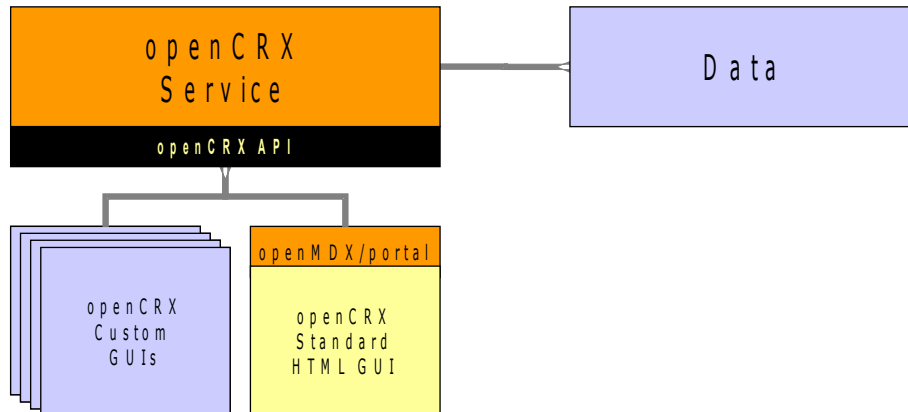 openCRX
Service
Data
openCRX API
openMDX/portal
openCRX
Custom
GUIs
openCRX
Standard
HTML GUI